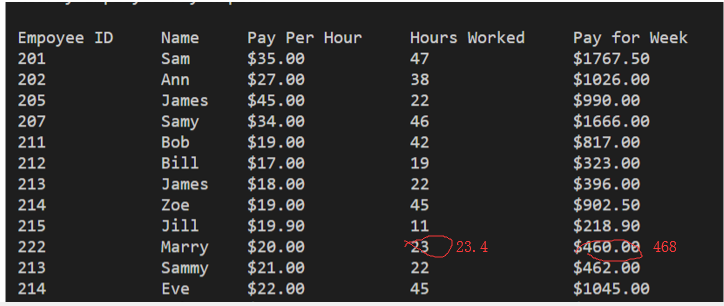 Empoyee ID Name Pay Per Hour Hours Worked Pay for Week
201 Sam $35.00 47 $1767.50
202 Ann $27.00 38 $1026.00
205 James $45.00 22 $990.00
207 Samy $34.00 46 $1666.00
211 Bob $19.00 42 $817.00
212 Bill $17.00 19 $323.00
213 James $18.00 22 $396.00
214 Zoe $19.00 45 $902.50
215 Jill $19.90 11 $218.90
222 Marry $20.00 23 23.4 $460.00 468
213 Sammy $21.00 22 $462.00
214 Eve $22.00 45 $1045.00